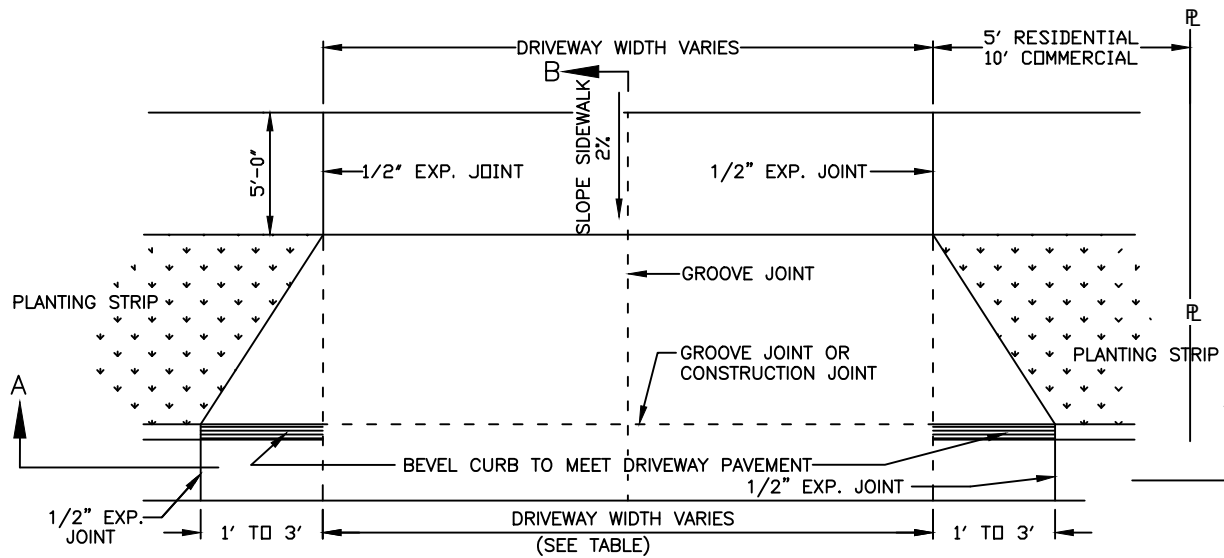 ℄
DRIVEWAY WIDTH VARIES
5' RESIDENTIAL
10' COMMERCIAL
B
SLOPE SIDEWALK
2%
5'-0"
1/2" EXP. JOINT
1/2" EXP. JOINT
GROOVE JOINT
PLANTING STRIP
℄
GROOVE JOINT OR
CONSTRUCTION JOINT
PLANTING STRIP
A
BEVEL CURB TO MEET DRIVEWAY PAVEMENT
1/2" EXP. JOINT
1/2" EXP.
JOINT
1' TO 3'
DRIVEWAY WIDTH VARIES
(SEE TABLE)
1' TO 3'